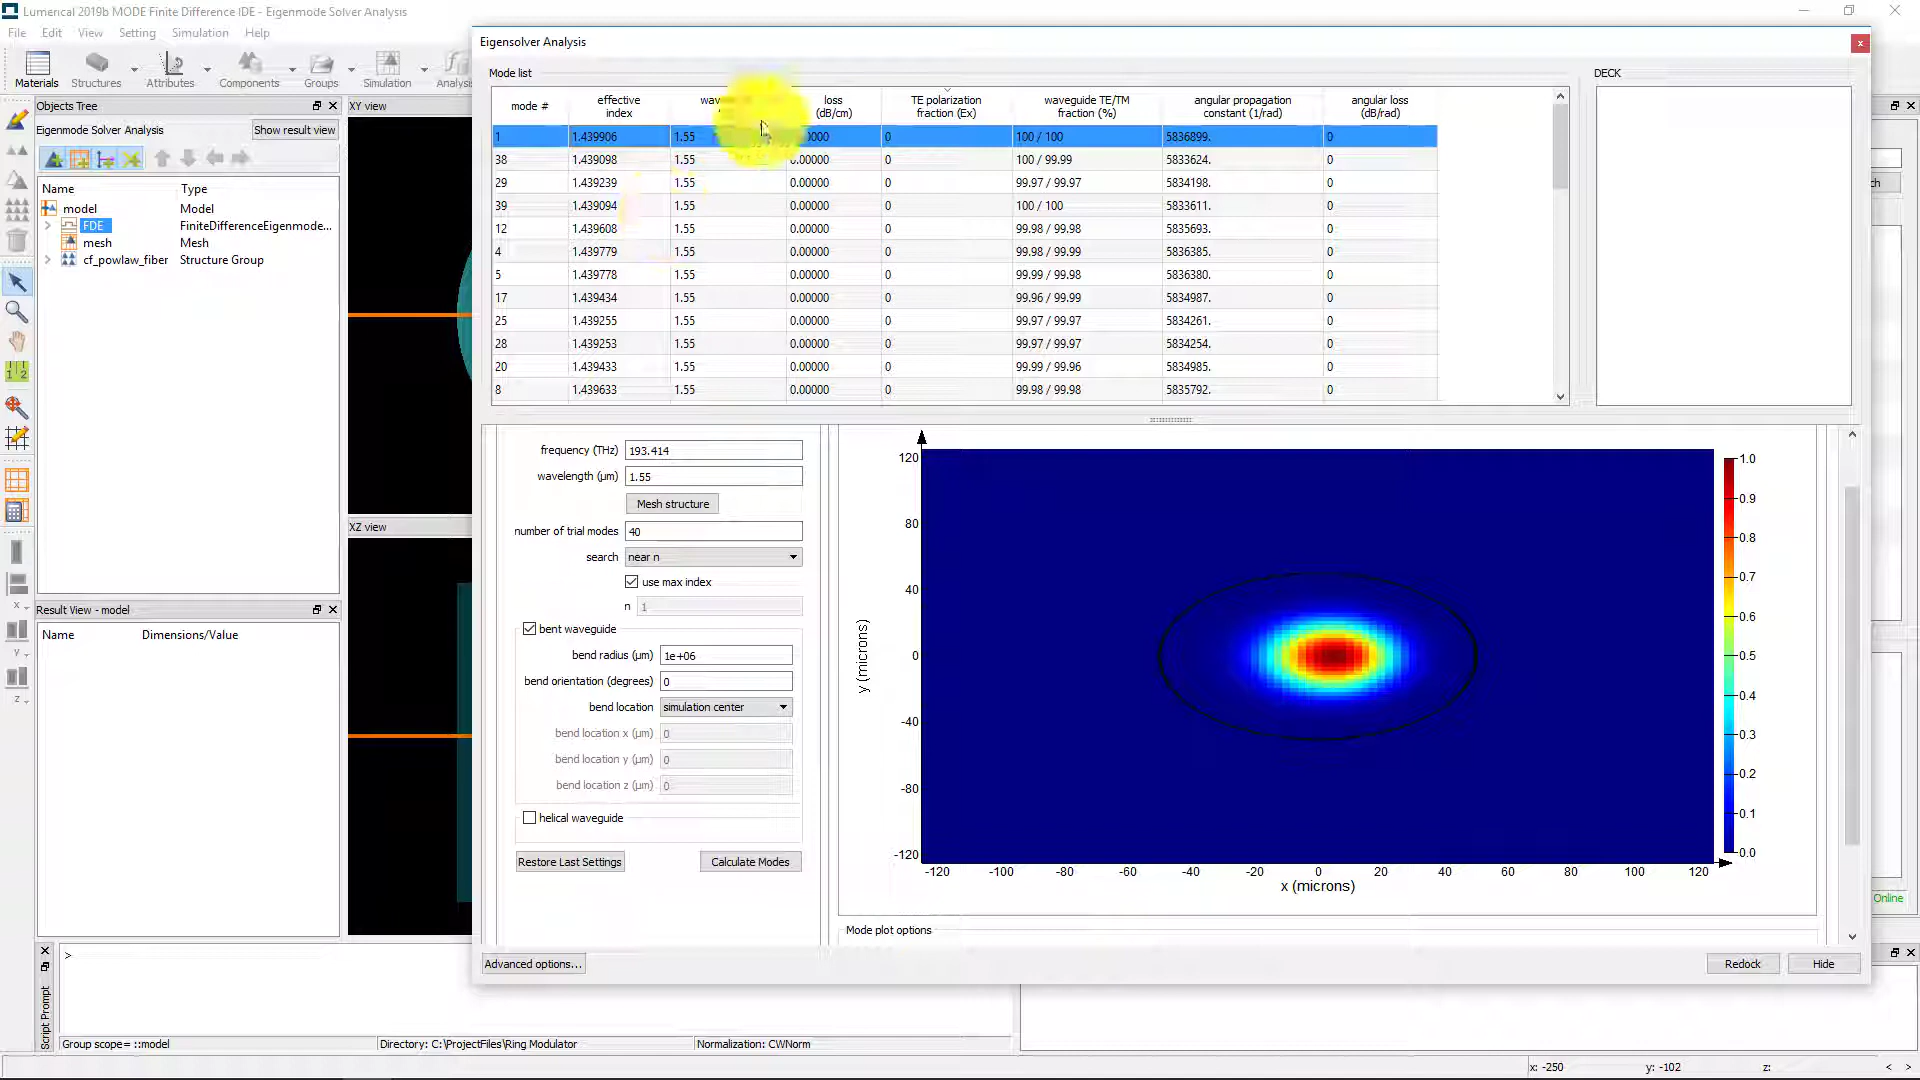 Lumerical 2019b MODE Finite Difference IDE - Eigenmode Solver Analysis
File Edit View Setting Simulation Help
Materials Structures Attributes Components Groups Simulation Analysis
Objects Tree
Eigenmode Solver Analysis Show result view
Name Type
model Model
FDE FiniteDifferenceEigenmode...
mesh Mesh
cf_powlaw_fiber Structure Group
Result View - model
Name Dimensions/Value
XY view
XZ view
Eigensolver Analysis
Mode list
DECK
mode # effective index loss (dB/cm) TE polarization fraction (Ex) waveguide TE/TM fraction (%) angular propagation constant (1/rad) angular loss (dB/rad)
1 1.439906 1.55 0 100 / 100 5836899. 0
38 1.439098 1.55 0.00000 0 100 / 99.99 5833624. 0
29 1.439239 1.55 0.00000 0 99.97 / 99.97 5834198. 0
39 1.439094 1.55 0.00000 0 100 / 100 5833611. 0
12 1.439608 1.55 0.00000 0 99.98 / 99.98 5835693. 0
4 1.439779 1.55 0.00000 0 99.98 / 99.99 5836385. 0
5 1.439778 1.55 0.00000 0 99.99 / 99.98 5836380. 0
17 1.439434 1.55 0.00000 0 99.96 / 99.99 5834987. 0
25 1.439255 1.55 0.00000 0 99.97 / 99.97 5834261. 0
28 1.439253 1.55 0.00000 0 99.97 / 99.97 5834254. 0
20 1.439433 1.55 0.00000 0 99.99 / 99.96 5834985. 0
8 1.439633 1.55 0.00000 0 99.98 / 99.98 5835792. 0
frequency (THz) 193.414
wavelength (μm) 1.55
Mesh structure
number of trial modes 40
search near n
use max index
n 1
bent waveguide
bend radius (μm) 1e+06
bend orientation (degrees) 0
bend location simulation center
bend location x (μm) 0
bend location y (μm) 0
bend location z (μm) 0
helical waveguide
Restore Last Settings Calculate Modes
120
80
40
0
-40
-80
-120
y (microns)
-120 -100 -80 -60 -40 -20 0 20 40 60 80 100 120
x (microns)
1.0
0.9
0.8
0.7
0.6
0.5
0.4
0.3
0.2
0.1
0.0
Mode plot options
Advanced options... Redock Hide
Online
x
y
z
1 2
>
Script Prompt
Group scope= ::model Directory: C:\ProjectFiles\Ring Modulator Normalization: CWNorm
x: -250 y: -102 z: